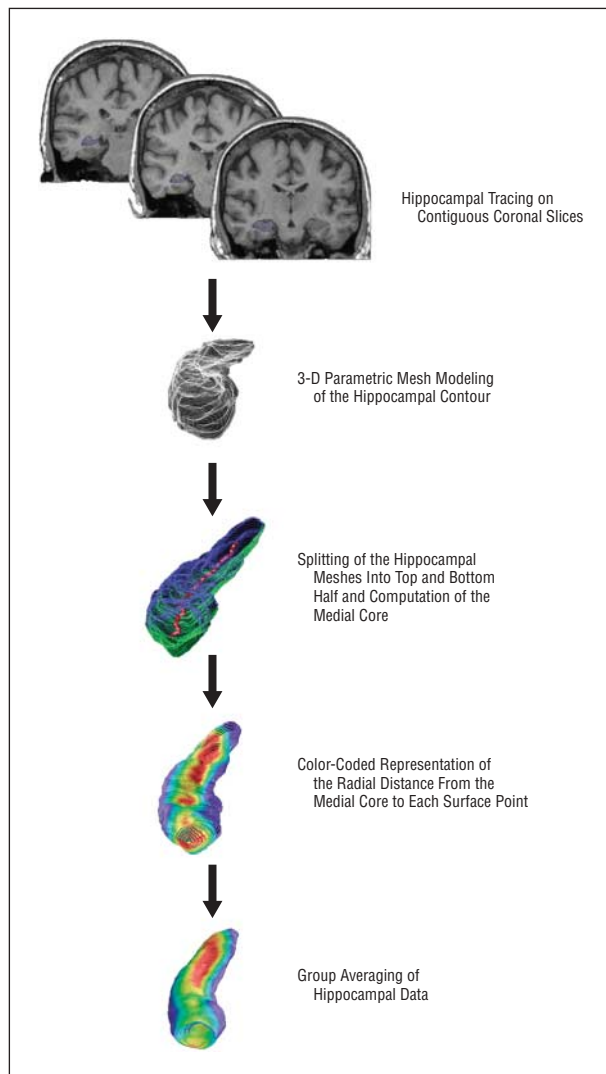 Hippocampal Tracing on
Contiguous Coronal Slices
3-D Parametric Mesh Modeling
of the Hippocampal Contour
Splitting of the Hippocampal
Meshes Into Top and Bottom
Half and Computation of the
Medial Core
Color-Coded Representation of
the Radial Distance From the
Medial Core to Each Surface Point
Group Averaging of
Hippocampal Data